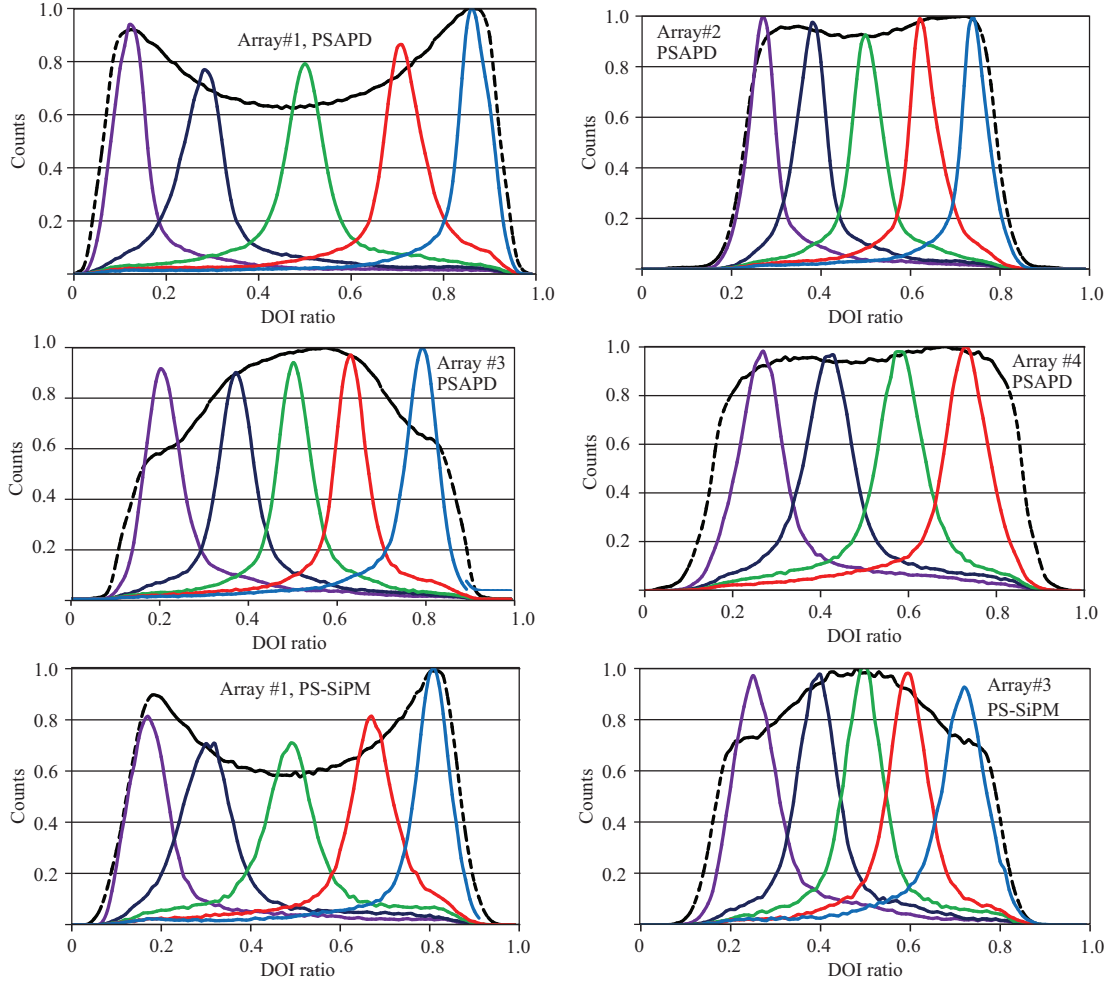 1.0
0.8
0.6
0.4
0.2
Counts
Array#1, PSAPD
0 0.2 0.4 0.6 0.8 1.0
DOI ratio
1.0
0.8
0.6
0.4
0.2
Counts
Array#2
PSAPD
0 0.2 0.4 0.6 0.8 1.0
DOI ratio
1.0
0.8
0.6
0.4
0.2
Counts
Array #3
PSAPD
0 0.2 0.4 0.6 0.8 1.0
DOI ratio
1.0
0.8
0.6
0.4
0.2
Counts
Array #4
PSAPD
0 0.2 0.4 0.6 0.8 1.0
DOI ratio
1.0
0.8
0.6
0.4
0.2
Counts
Array #1, PS-SiPM
0 0.2 0.4 0.6 0.8 1.0
DOI ratio
1.0
0.8
0.6
0.4
0.2
Counts
Array#3
PS-SiPM
0.2 0.4 0.6 0.8 1.0
DOI ratio